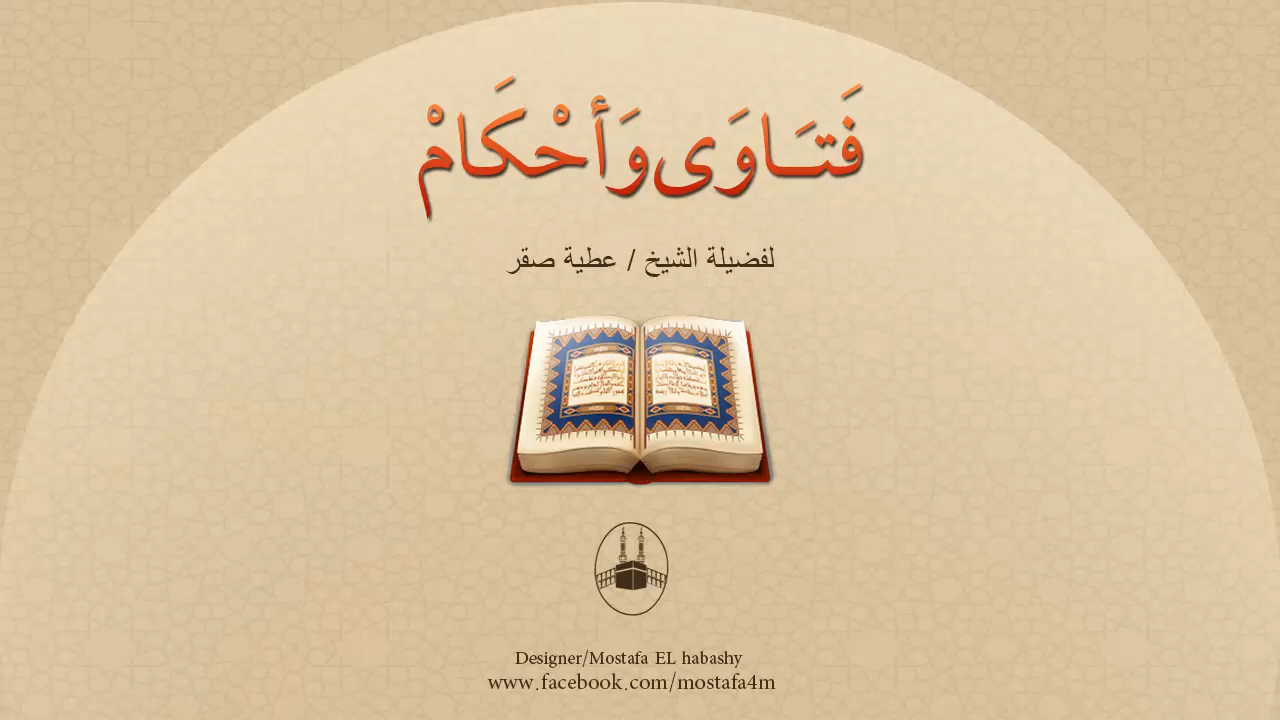 فَتَاوَى وَأَحْكَامْ
لفضيلة الشيخ / عطية صقر
Designer/Mostafa EL habashy
www.facebook.com/mostafa4m